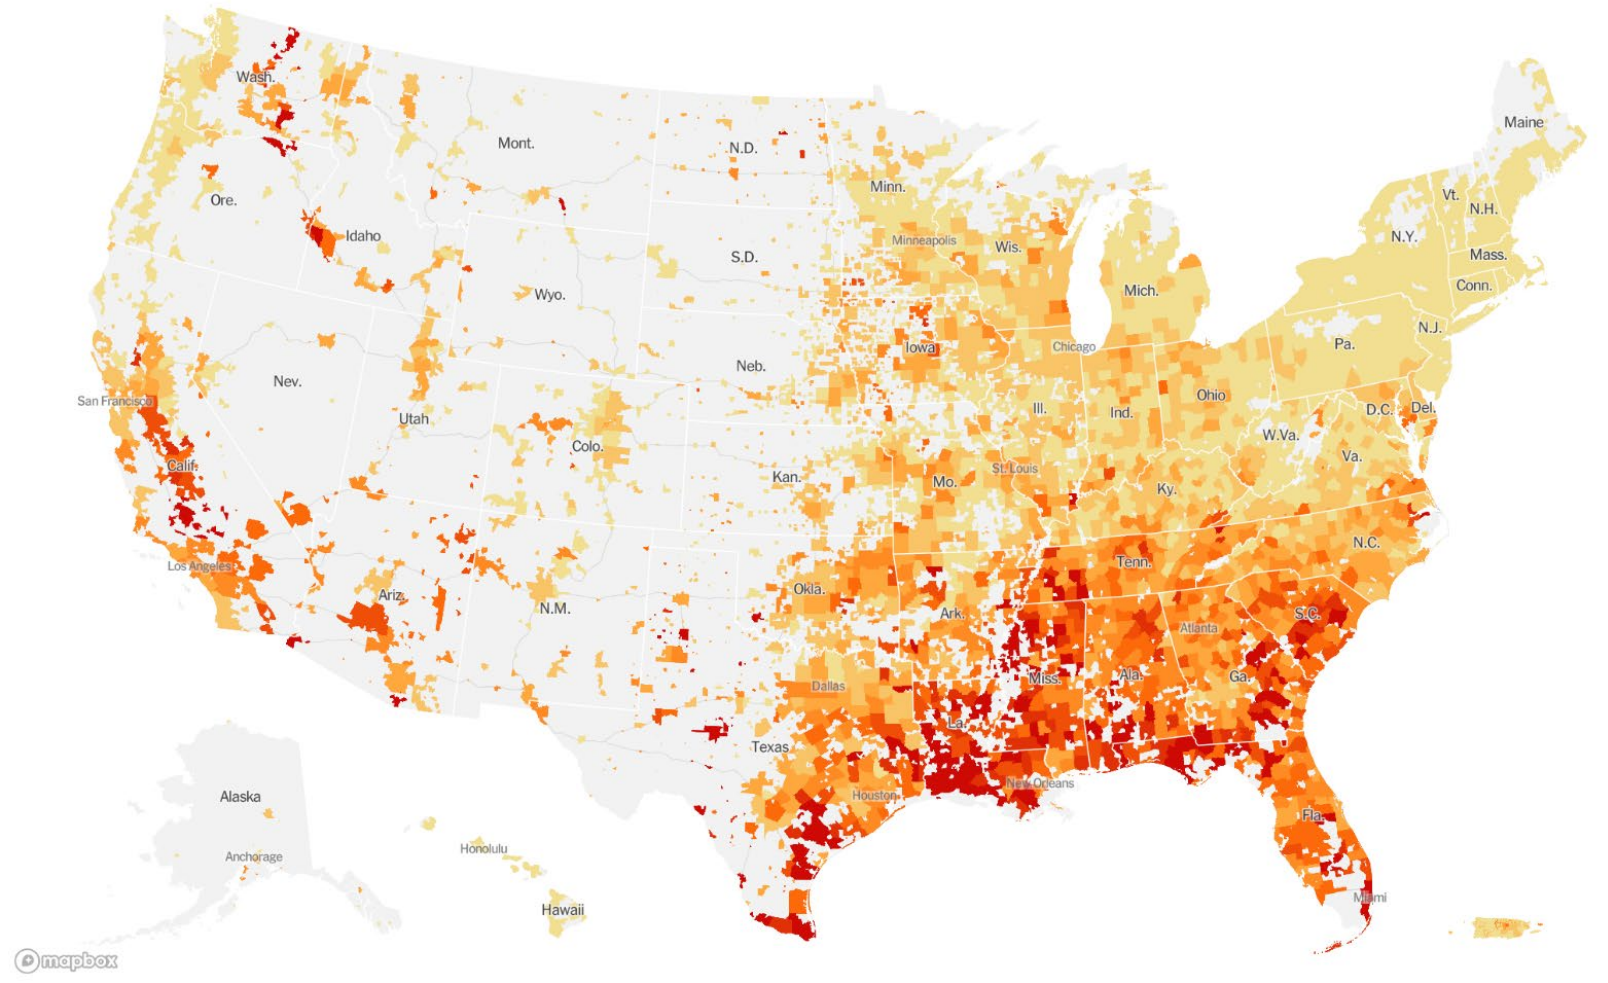 Wash.
Mont.
N.D.
Minn.
Maine
Ore.
Idaho
S.D.
Minneapolis
Wis.
Mich.
N.Y.
Vt.
N.H.
Mass.
Conn.
Wyo.
Nev.
Utah
Colo.
Neb.
Iowa
Chicago
Ill.
Ind.
Ohio
Pa.
N.J.
San Francisco
Calif.
Kan.
Mo.
St. Louis
Ky.
W.Va.
Va.
D.C.
Del.
Los Angeles
Ariz.
N.M.
Okla.
Ark.
Tenn.
N.C.
S.C.
Atlanta
Dallas
Texas
La.
Miss.
Ala.
Ga.
Houston
New Orleans
Fla.
Miami
Alaska
Anchorage
Honolulu
Hawaii
mapbox